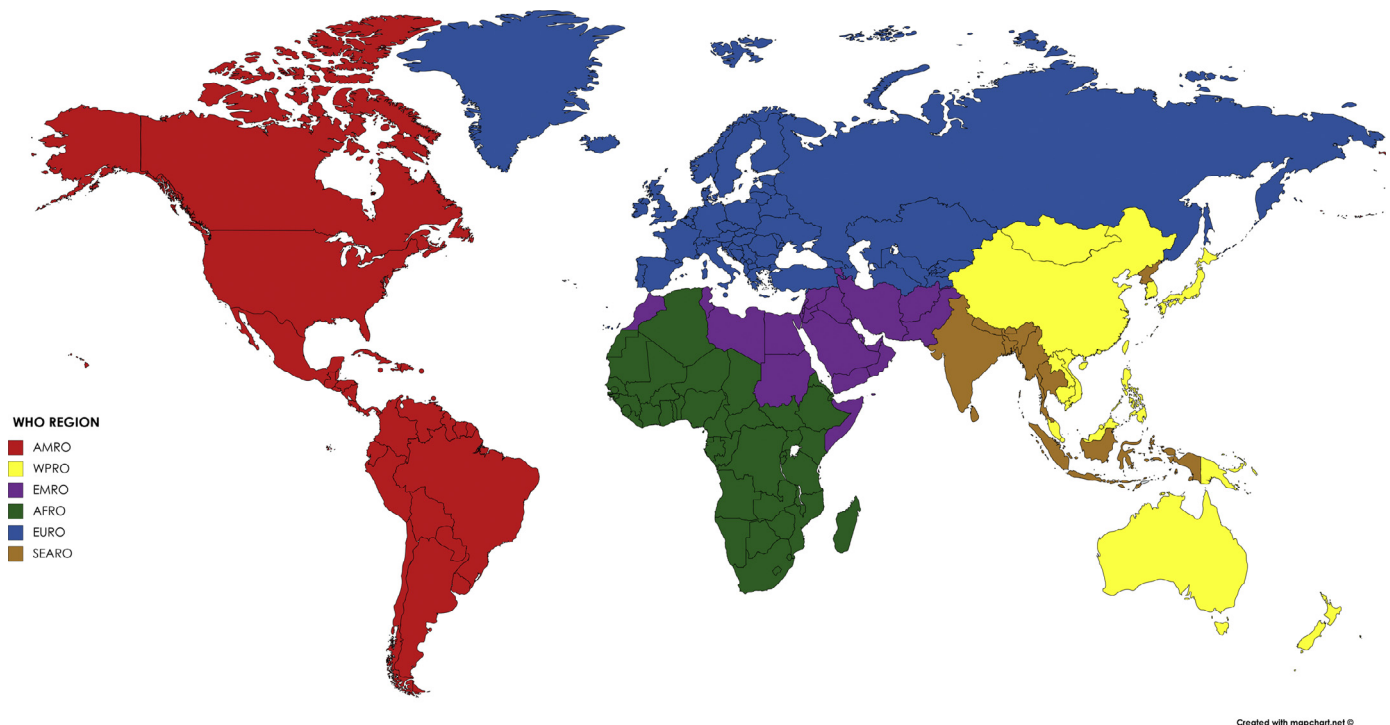 WHO REGION
AMRO
WPRO
EMRO
AFRO
EURO
SEARO
Created with mapchart.net ©